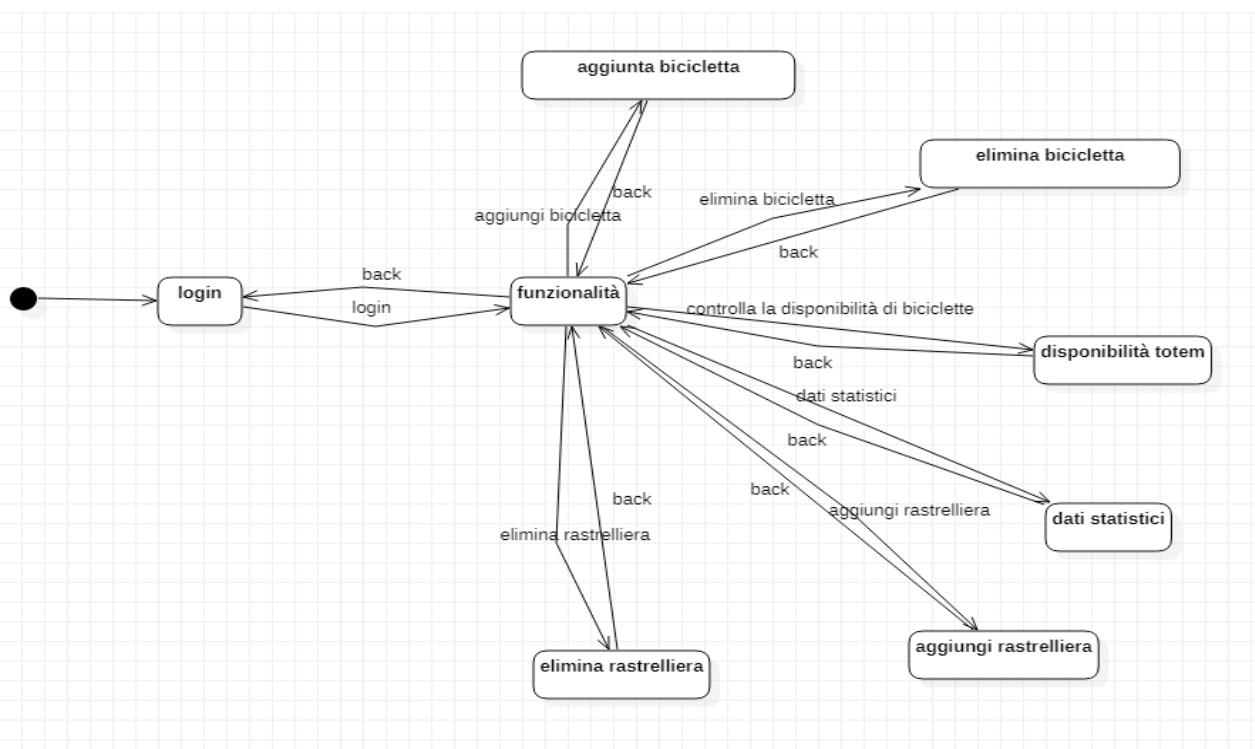 aggiunta bicicletta
elimina bicicletta
back
elimina bicicletta
aggiungi bicicletta
back
back
login
funzionalità
login
controlla la disponibilità di biciclette
disponibilità totem
back
dati statistici
back
back
aggiungi rastrelliera
back
dati statistici
elimina rastrelliera
aggiungi rastrelliera
elimina rastrelliera